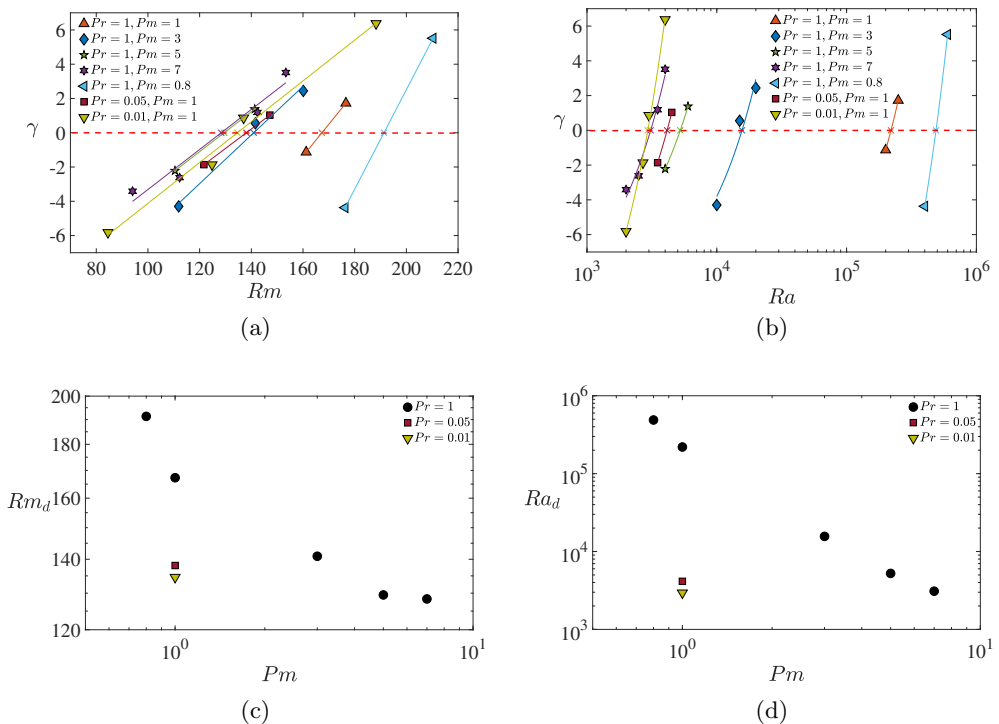 6
4
2
0
-2
-4
-6
γ
80 100 120 140 160 180 200 220
Rm
Pr = 1, Pm = 1
Pr = 1, Pm = 3
Pr = 1, Pm = 5
Pr = 1, Pm = 7
Pr = 1, Pm = 0.8
Pr = 0.05, Pm = 1
Pr = 0.01, Pm = 1
(a)
6
4
2
0
-2
-4
-6
γ
10^3 10^4 10^5 10^6
Ra
Pr = 1, Pm = 1
Pr = 1, Pm = 3
Pr = 1, Pm = 5
Pr = 1, Pm = 7
Pr = 1, Pm = 0.8
Pr = 0.05, Pm = 1
Pr = 0.01, Pm = 1
(b)
200
180
160
140
120
Rm_d
10^0 10^1
Pm
Pr = 1
Pr = 0.05
Pr = 0.01
(c)
10^6
10^5
10^4
10^3
Ra_d
10^0 10^1
Pm
Pr = 1
Pr = 0.05
Pr = 0.01
(d)